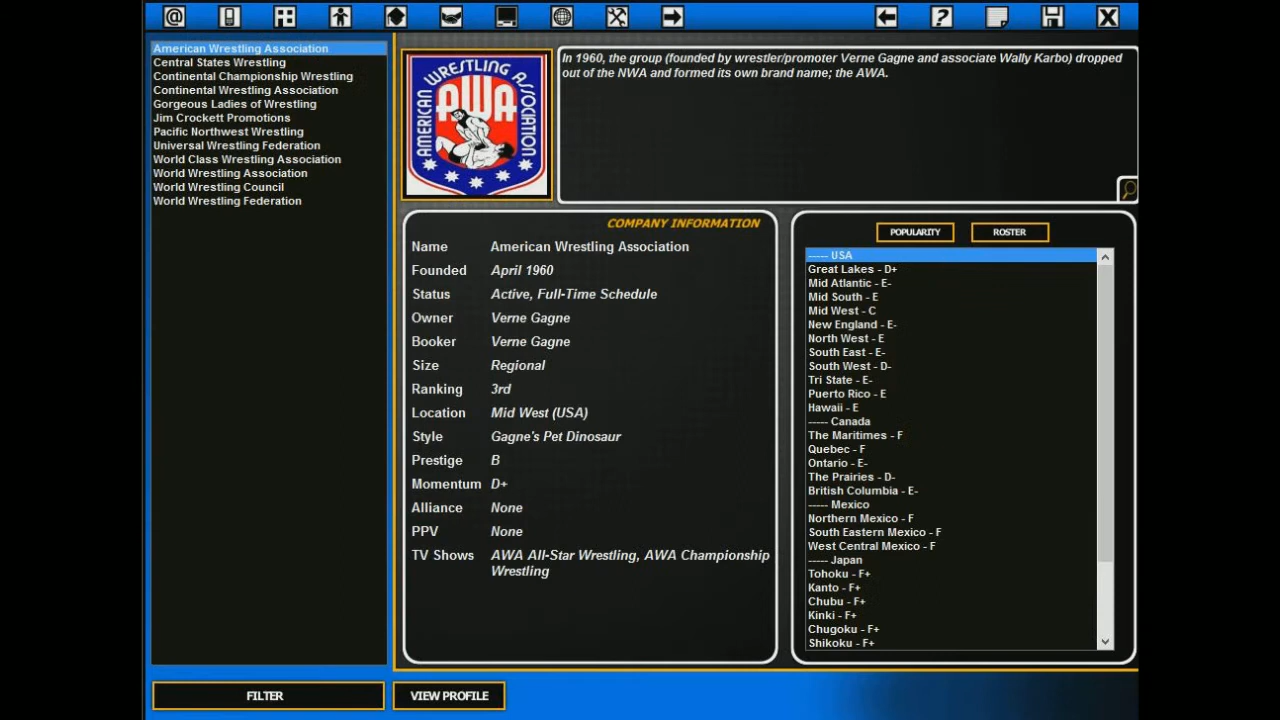 American Wrestling Association
Central States Wrestling
Continental Championship Wrestling
Continental Wrestling Association
Gorgeous Ladies of Wrestling
Jim Crockett Promotions
Pacific Northwest Wrestling
Universal Wrestling Federation
World Class Wrestling Association
World Wrestling Association
World Wrestling Council
World Wrestling Federation
AMERICAN WRESTLING ASSOCIATION
AWA
In 1960, the group (founded by wrestler/promoter Verne Gagne and associate Wally Karbo) dropped
out of the NWA and formed its own brand name; the AWA.
COMPANY INFORMATION
Name American Wrestling Association
Founded April 1960
Status Active, Full-Time Schedule
Owner Verne Gagne
Booker Verne Gagne
Size Regional
Ranking 3rd
Location Mid West (USA)
Style Gagne's Pet Dinosaur
Prestige B
Momentum D+
Alliance None
PPV None
TV Shows AWA All-Star Wrestling, AWA Championship
Wrestling
POPULARITY ROSTER
----- USA
Great Lakes - D+
Mid Atlantic - E-
Mid South - E
Mid West - C
New England - E-
North West - E
South East - E-
South West - D-
Tri State - E-
Puerto Rico - E
Hawaii - E
----- Canada
The Maritimes - F
Quebec - F
Ontario - E-
The Prairies - D-
British Columbia - E-
----- Mexico
Northern Mexico - F
South Eastern Mexico - F
West Central Mexico - F
----- Japan
Tohoku - F+
Kanto - F+
Chubu - F+
Kinki - F+
Chugoku - F+
Shikoku - F+
FILTER VIEW PROFILE